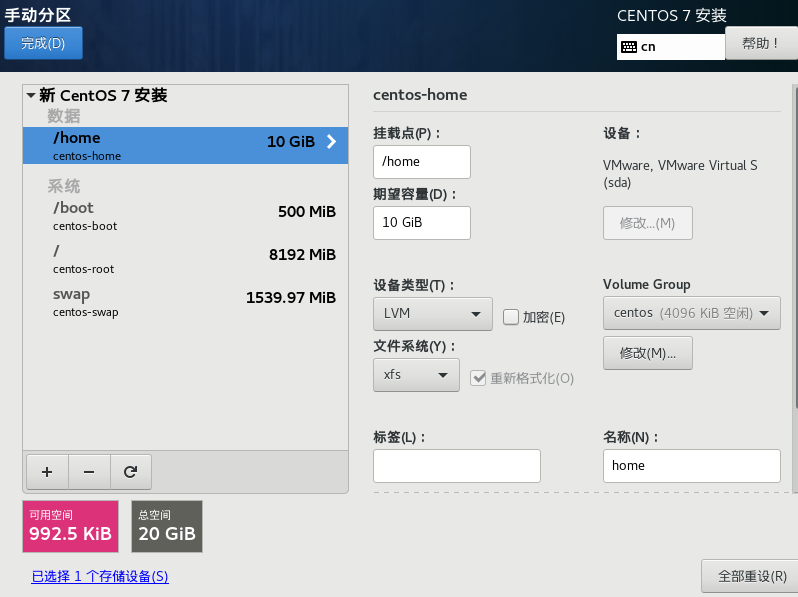 手动分区
CENTOS 7 安装
完成(D)
cn
帮助！
新 CentOS 7 安装
数据
/home
10 GiB
centos-home
系统
/boot
500 MiB
centos-boot
/
8192 MiB
centos-root
swap
1539.97 MiB
centos-swap
+
−
可用空间
992.5 KiB
总空间
20 GiB
已选择 1 个存储设备(S)
centos-home
挂载点(P)：
/home
期望容量(D)：
10 GiB
设备：
VMware, VMware Virtual S
(sda)
修改...(M)
设备类型(T)：
LVM
加密(E)
文件系统(Y)：
xfs
重新格式化(O)
Volume Group
centos (4096 KiB 空闲)
修改(M)...
标签(L)：
名称(N)：
home
全部重设(R)